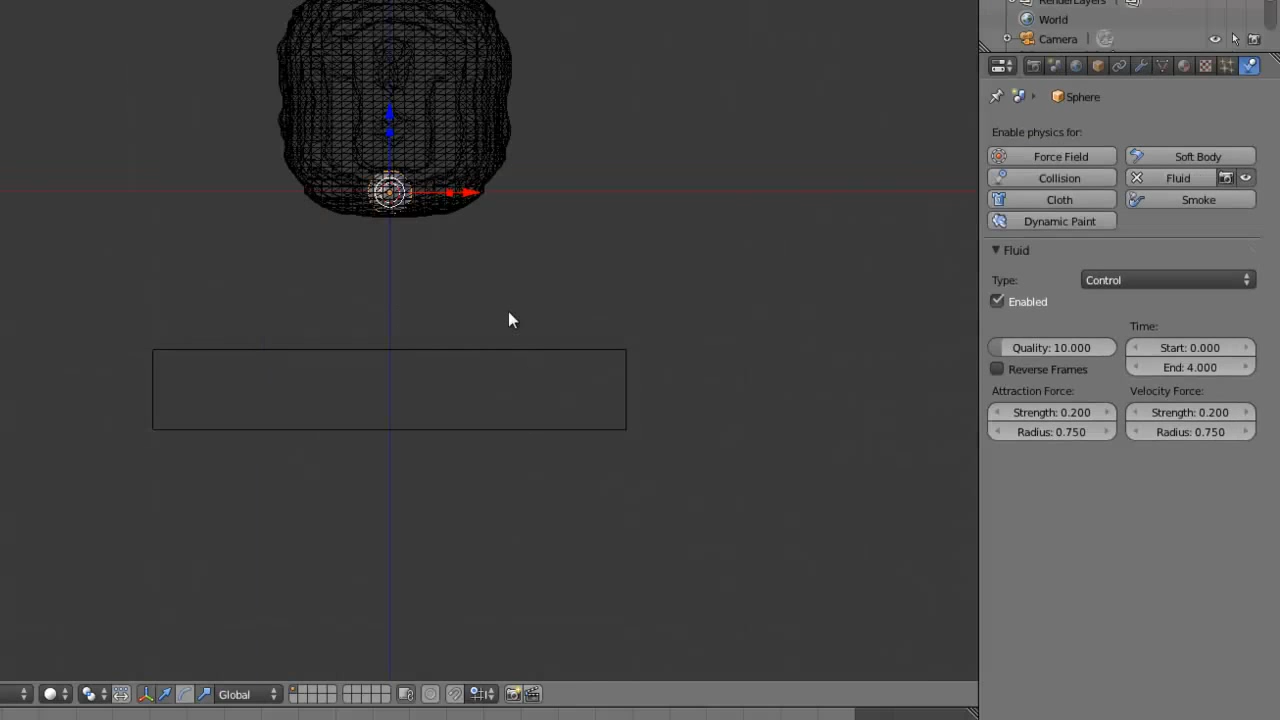 RenderLayers
World
Camera
Sphere
Enable physics for:
Force Field
Soft Body
Collision
Fluid
Cloth
Smoke
Dynamic Paint
Fluid
Type:
Control
Enabled
Time:
Quality: 10.000
Start: 0.000
Reverse Frames
End: 4.000
Attraction Force:
Velocity Force:
Strength: 0.200
Strength: 0.200
Radius: 0.750
Radius: 0.750
Global